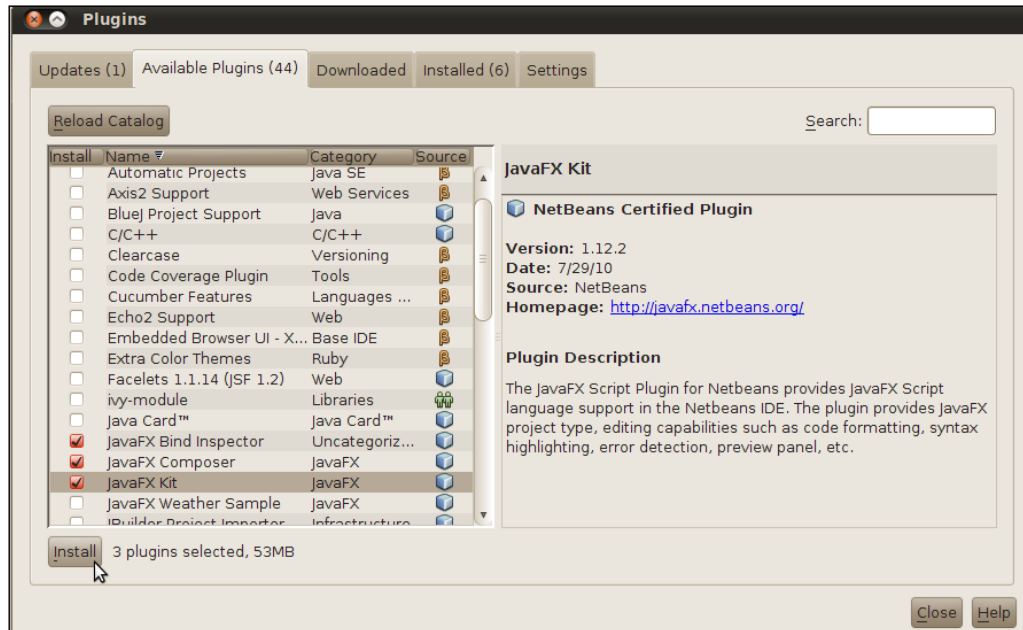 Plugins
Updates (1) Available Plugins (44) Downloaded Installed (6) Settings
Reload Catalog Search:
Install Name Category Source
Automatic Projects Java SE
Axis2 Support Web Services
BlueJ Project Support Java
C/C++ C/C++
Clearcase Versioning
Code Coverage Plugin Tools
Cucumber Features Languages ...
Echo2 Support Web
Embedded Browser UI - X... Base IDE
Extra Color Themes Ruby
Facelets 1.1.14 (JSF 1.2) Web
ivy-module Libraries
Java Card™ Java Card™
JavaFX Bind Inspector Uncategoriz...
JavaFX Composer JavaFX
JavaFX Kit JavaFX
JavaFX Weather Sample JavaFX
JBuilder Project Importer Infrastructure
JavaFX Kit
NetBeans Certified Plugin
Version: 1.12.2
Date: 7/29/10
Source: NetBeans
Homepage: http://javafx.netbeans.org/
Plugin Description
The JavaFX Script Plugin for Netbeans provides JavaFX Script
language support in the Netbeans IDE. The plugin provides JavaFX
project type, editing capabilities such as code formatting, syntax
highlighting, error detection, preview panel, etc.
Install 3 plugins selected, 53MB
Close Help